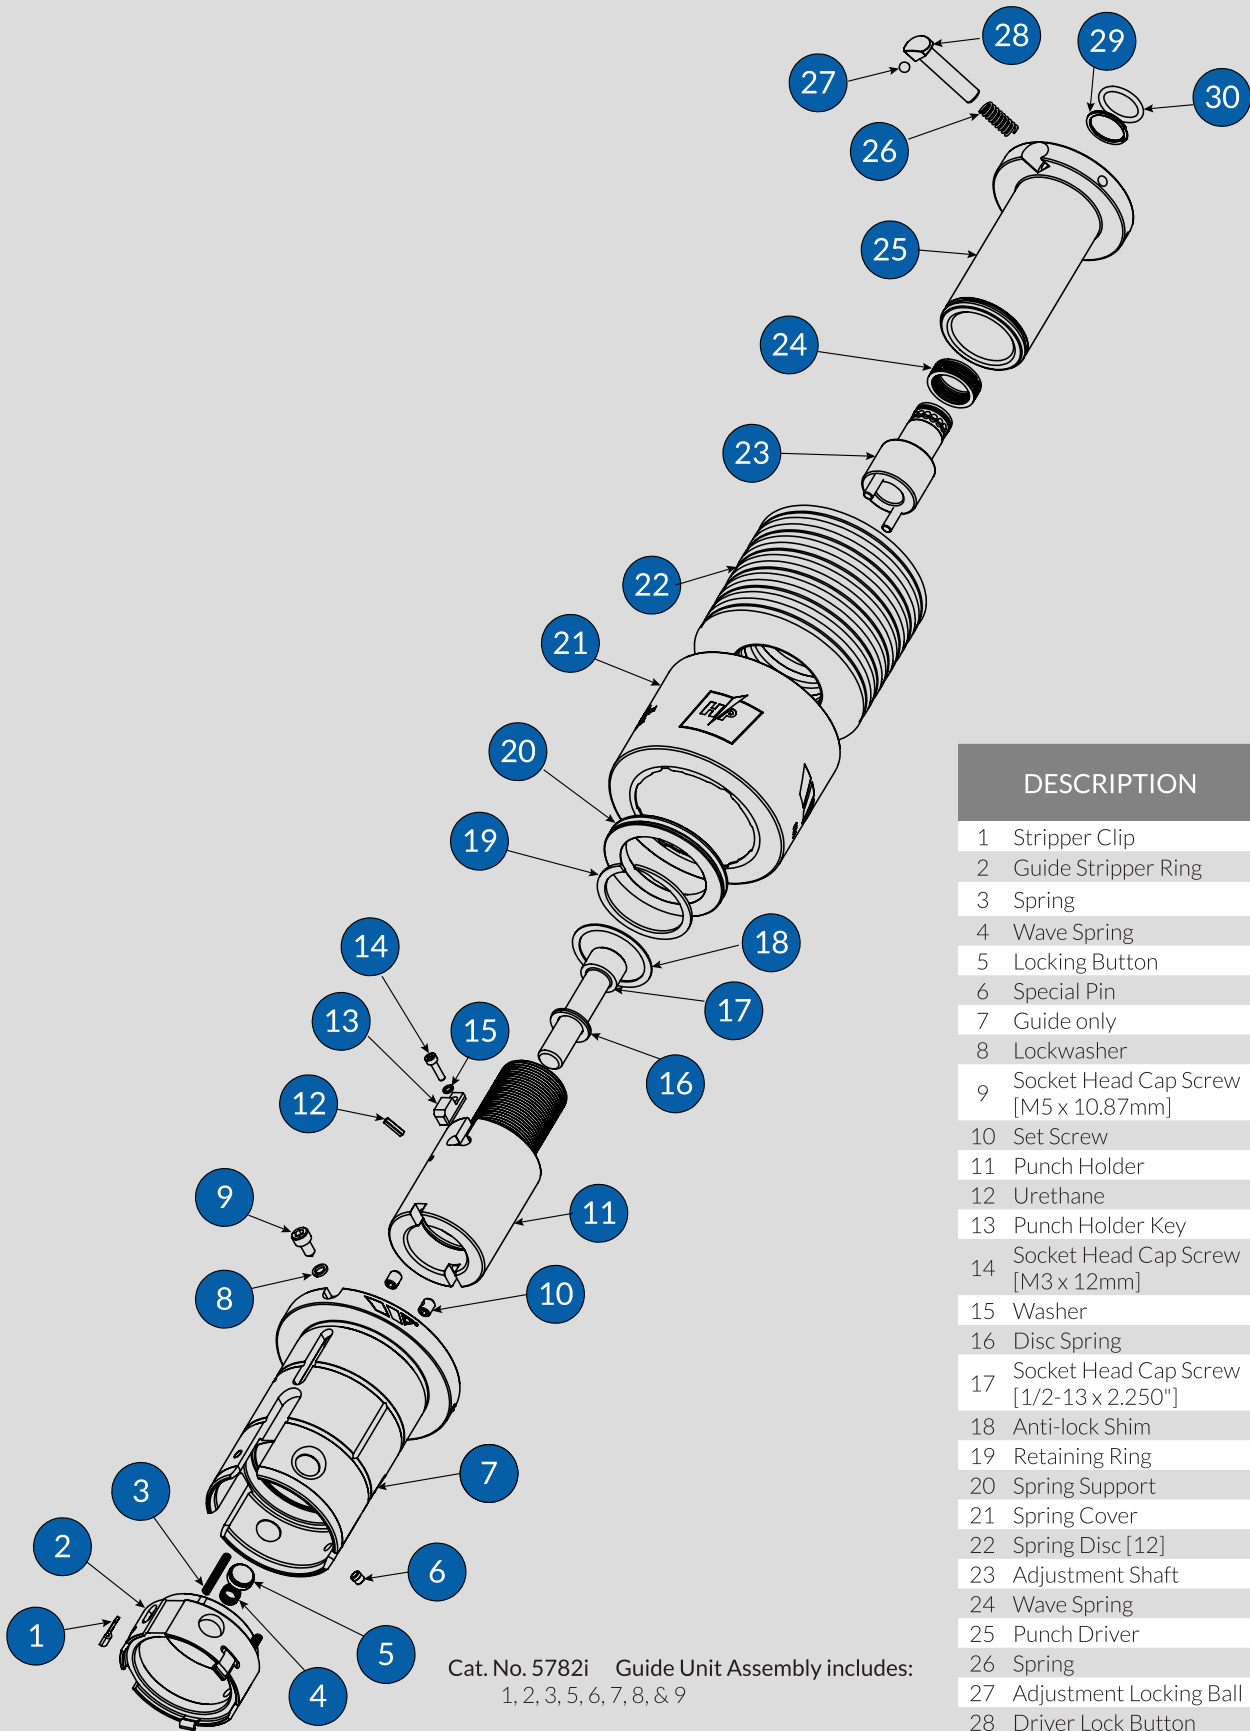 28
29
27
30
26
25
24
23
22
21
HP
20
19
18
14
17
13
15
16
12
9
11
8
10
7
3
6
2
1
5
4
DESCRIPTION
1 Stripper Clip
2 Guide Stripper Ring
3 Spring
4 Wave Spring
5 Locking Button
6 Special Pin
7 Guide only
8 Lockwasher
9 Socket Head Cap Screw
[M5 x 10.87mm]
10 Set Screw
11 Punch Holder
12 Urethane
13 Punch Holder Key
14 Socket Head Cap Screw
[M3 x 12mm]
15 Washer
16 Disc Spring
17 Socket Head Cap Screw
[1/2-13 x 2.250"]
18 Anti-lock Shim
19 Retaining Ring
20 Spring Support
21 Spring Cover
22 Spring Disc [12]
23 Adjustment Shaft
24 Wave Spring
25 Punch Driver
26 Spring
27 Adjustment Locking Ball
28 Driver Lock Button
Cat. No. 5782i Guide Unit Assembly includes:
1, 2, 3, 5, 6, 7, 8, & 9